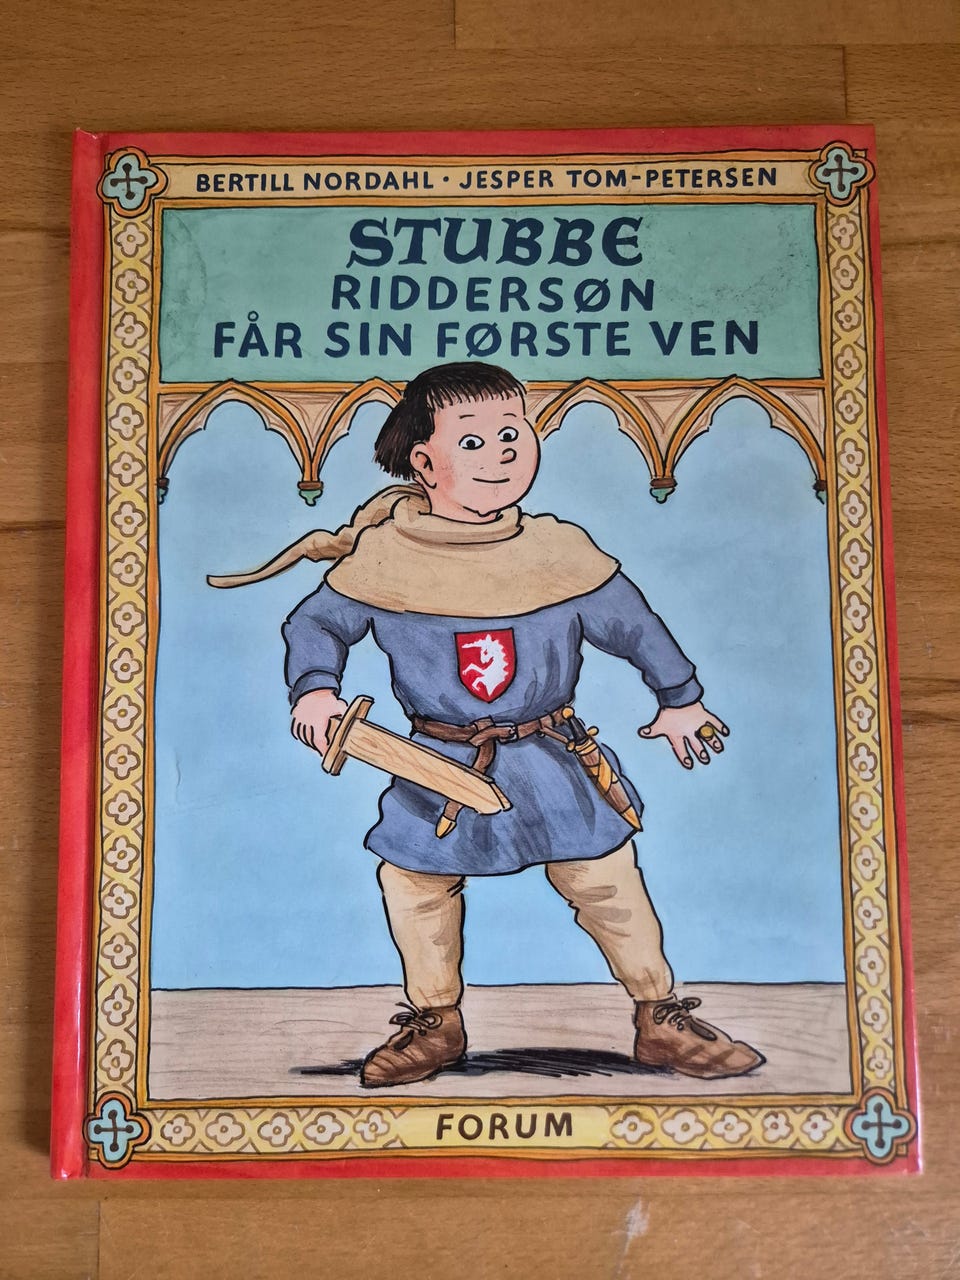 BERTILL NORDAHL · JESPER TOM-PETERSEN
STUBBE
RIDDERSØN
FÅR SIN FØRSTE VEN
FORUM